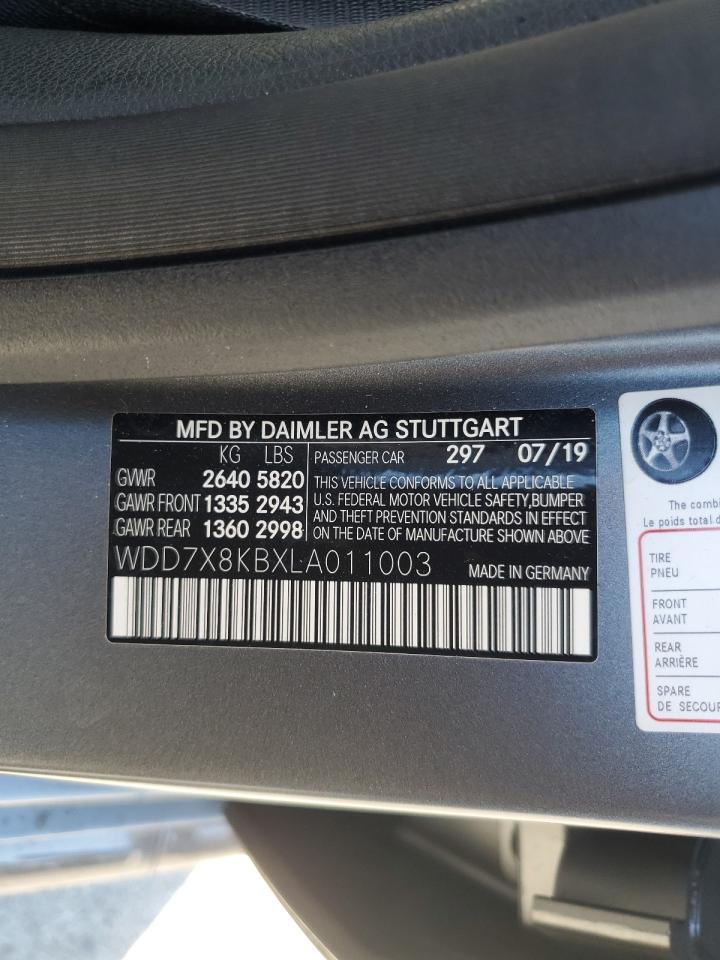 MFD BY DAIMLER AG STUTTGART
KG LBS
GVWR 2640 5820
GAWR FRONT 1335 2943
GAWR REAR 1360 2998
PASSENGER CAR 297 07/19
THIS VEHICLE CONFORMS TO ALL APPLICABLE
U.S. FEDERAL MOTOR VEHICLE SAFETY,BUMPER
AND THEFT PREVENTION STANDARDS IN EFFECT
ON THE DATE OF MANUFACTURE SHOWN ABOVE
WDD7X8KBXLA011003 MADE IN GERMANY
The combi
Le poids total d
TIRE
PNEU
FRONT
AVANT
REAR
ARRIÈRE
SPARE
DE SECOUR